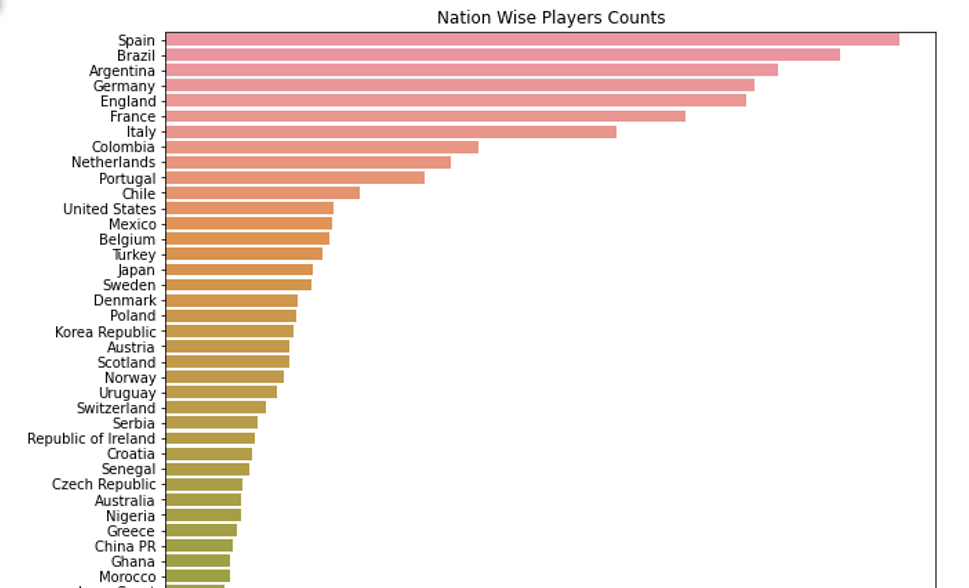 Nation Wise Players Counts
Spain
Brazil
Argentina
Germany
England
France
Italy
Colombia
Netherlands
Portugal
Chile
United States
Mexico
Belgium
Turkey
Japan
Sweden
Denmark
Poland
Korea Republic
Austria
Scotland
Norway
Uruguay
Switzerland
Serbia
Republic of Ireland
Croatia
Senegal
Czech Republic
Australia
Nigeria
Greece
China PR
Ghana
Morocco